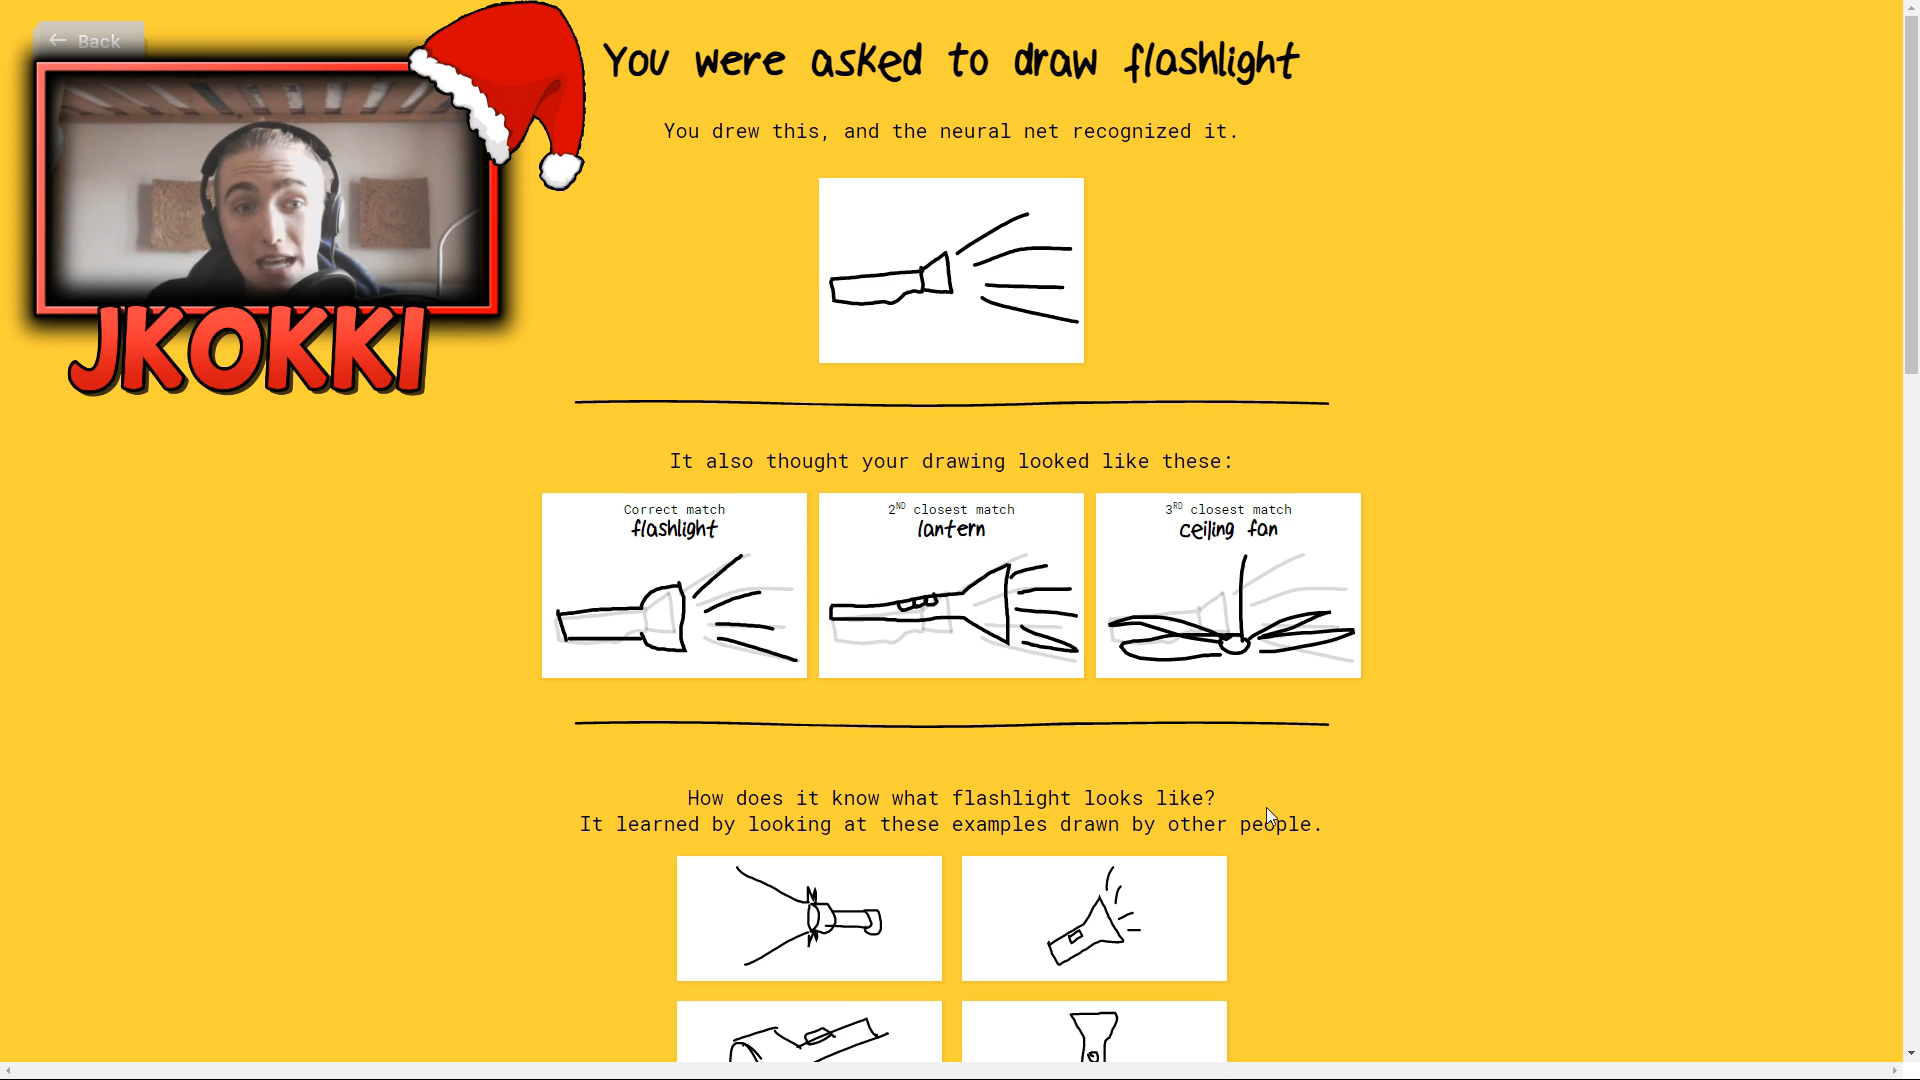 Back
You were asked to draw flashlight
You drew this, and the neural net recognized it.
JKOKKI
It also thought your drawing looked like these:
Correct match
flashlight
2ND closest match
lantern
3RD closest match
ceiling fan
How does it know what flashlight looks like?
It learned by looking at these examples drawn by other people.